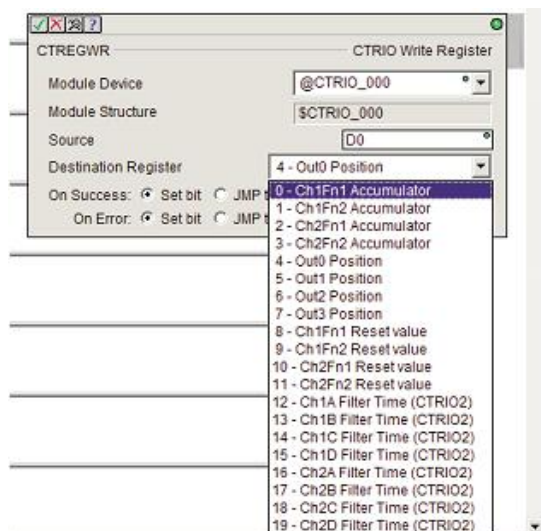 ?
CTREGWR CTRIO Write Register
Module Device @CTRIO_000
Module Structure $CTRIO_000
Source D0
Destination Register 4 - Out0 Position
On Success: Set bit JMP t
On Error: Set bit JMP t
0 - Ch1Fn1 Accumulator
1 - Ch1Fn2 Accumulator
2 - Ch2Fn1 Accumulator
3 - Ch2Fn2 Accumulator
4 - Out0 Position
5 - Out1 Position
6 - Out2 Position
7 - Out3 Position
8 - Ch1Fn1 Reset value
9 - Ch1Fn2 Reset value
10 - Ch2Fn1 Reset value
11 - Ch2Fn2 Reset value
12 - Ch1A Filter Time (CTRIO2)
13 - Ch1B Filter Time (CTRIO2)
14 - Ch1C Filter Time (CTRIO2)
15 - Ch1D Filter Time (CTRIO2)
16 - Ch2A Filter Time (CTRIO2)
17 - Ch2B Filter Time (CTRIO2)
18 - Ch2C Filter Time (CTRIO2)
19 - Ch2D Filter Time (CTRIO2)